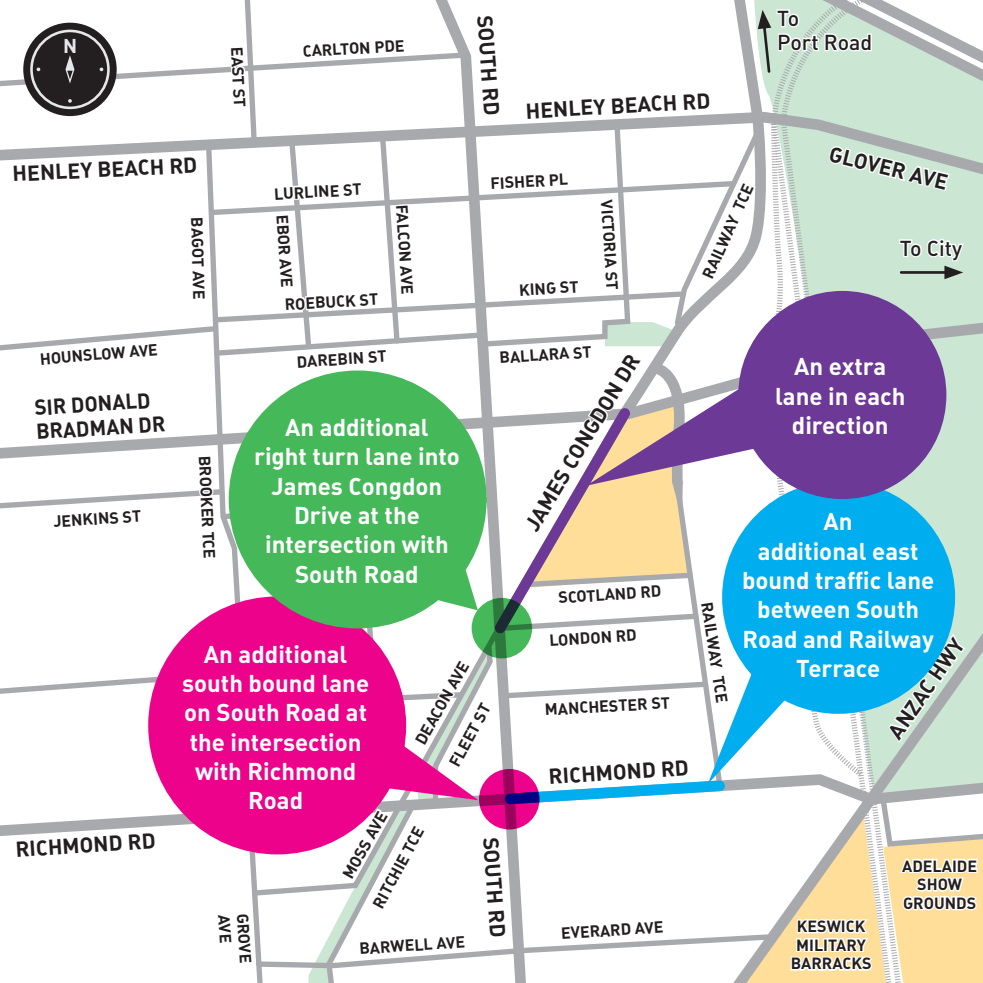 N
EAST ST
CARLTON PDE
SOUTH RD
To
Port Road
HENLEY BEACH RD
HENLEY BEACH RD
GLOVER AVE
LURLINE ST
FISHER PL
BAGOT AVE
EBOR AVE
FALCON AVE
VICTORIA ST
RAILWAY TCE
To City
ROEBUCK ST
KING ST
HOUNSLOW AVE
DAREBIN ST
BALLARA ST
SIR DONALD
BRADMAN DR
JAMES CONGDON DR
An extra
lane in each
direction
An additional
right turn lane into
James Congdon
Drive at the
intersection with
South Road
BROOKER TCE
JENKINS ST
An
additional east
bound traffic lane
between South
Road and Railway
Terrace
SCOTLAND RD
LONDON RD
RAILWAY TCE
An additional
south bound lane
on South Road at
the intersection
with Richmond
Road
DEACON AVE
FLEET ST
MANCHESTER ST
ANZAC HWY
RICHMOND RD
RICHMOND RD
MOSS AVE
RITCHIE TCE
SOUTH RD
GROVE
AVE
BARWELL AVE
EVERARD AVE
KESWICK
MILITARY
BARRACKS
ADELAIDE
SHOW
GROUNDS